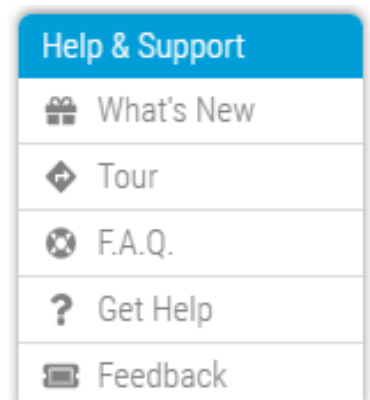 Help & Support
What's New
Tour
F.A.Q.
Get Help
Feedback